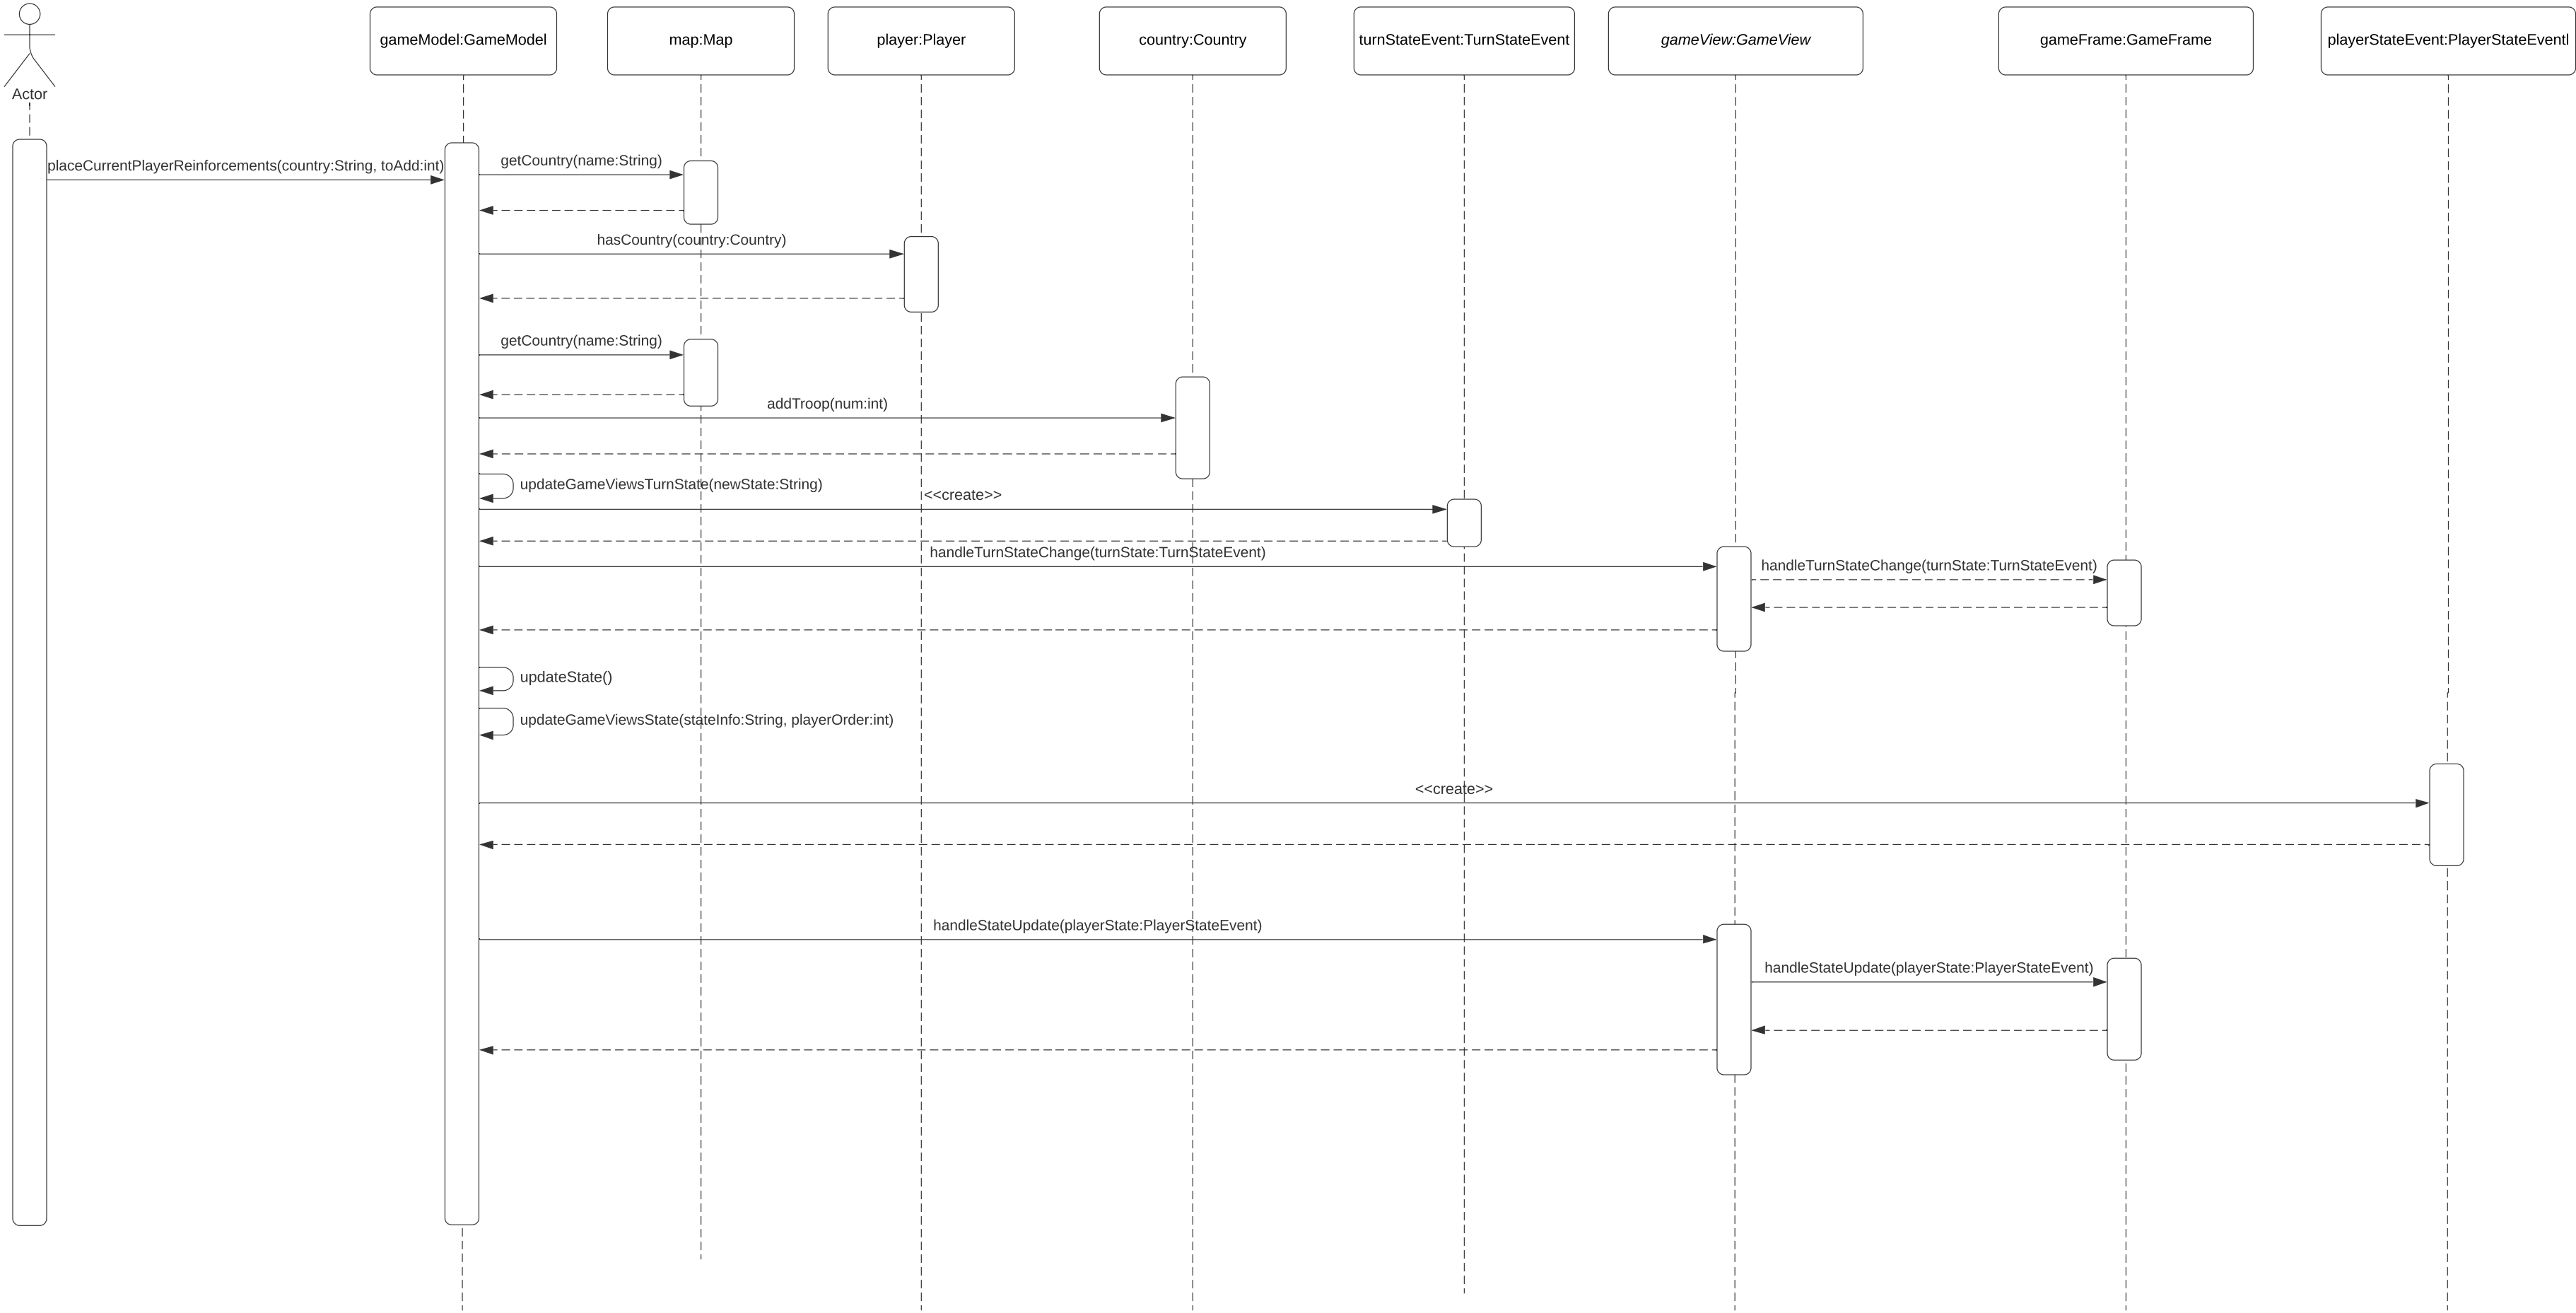 gameModel:GameModel
map:Map
player:Player
country:Country
turnStateEvent:TurnStateEvent
gameView:GameView
gameFrame:GameFrame
playerStateEvent:PlayerStateEventl
Actor
placeCurrentPlayerReinforcements(country:String, toAdd:int)
getCountry(name:String)
hasCountry(country:Country)
getCountry(name:String)
addTroop(num:int)
updateGameViewsTurnState(newState:String)
<<create>>
handleTurnStateChange(turnState:TurnStateEvent)
handleTurnStateChange(turnState:TurnStateEvent)
updateState()
updateGameViewsState(stateInfo:String, playerOrder:int)
<<create>>
handleStateUpdate(playerState:PlayerStateEvent)
handleStateUpdate(playerState:PlayerStateEvent)